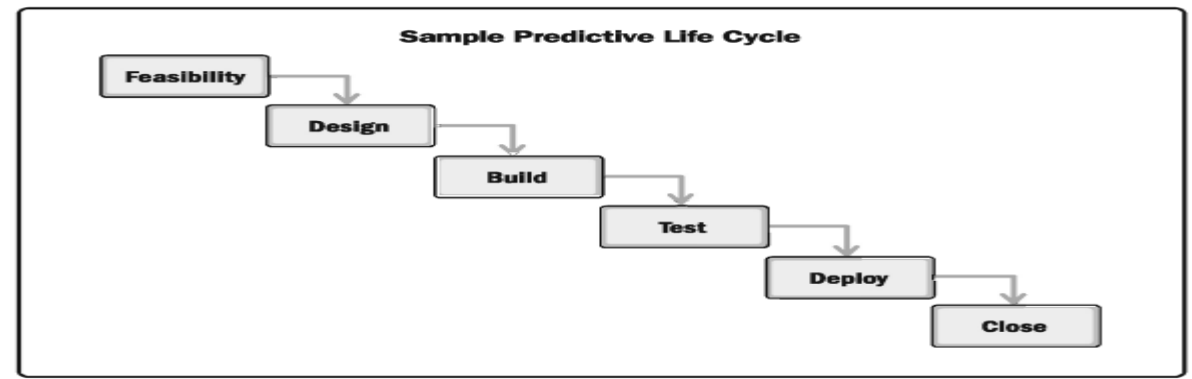 Sample Predictive Life Cycle
Feasibility
Design
Build
Test
Deploy
Close